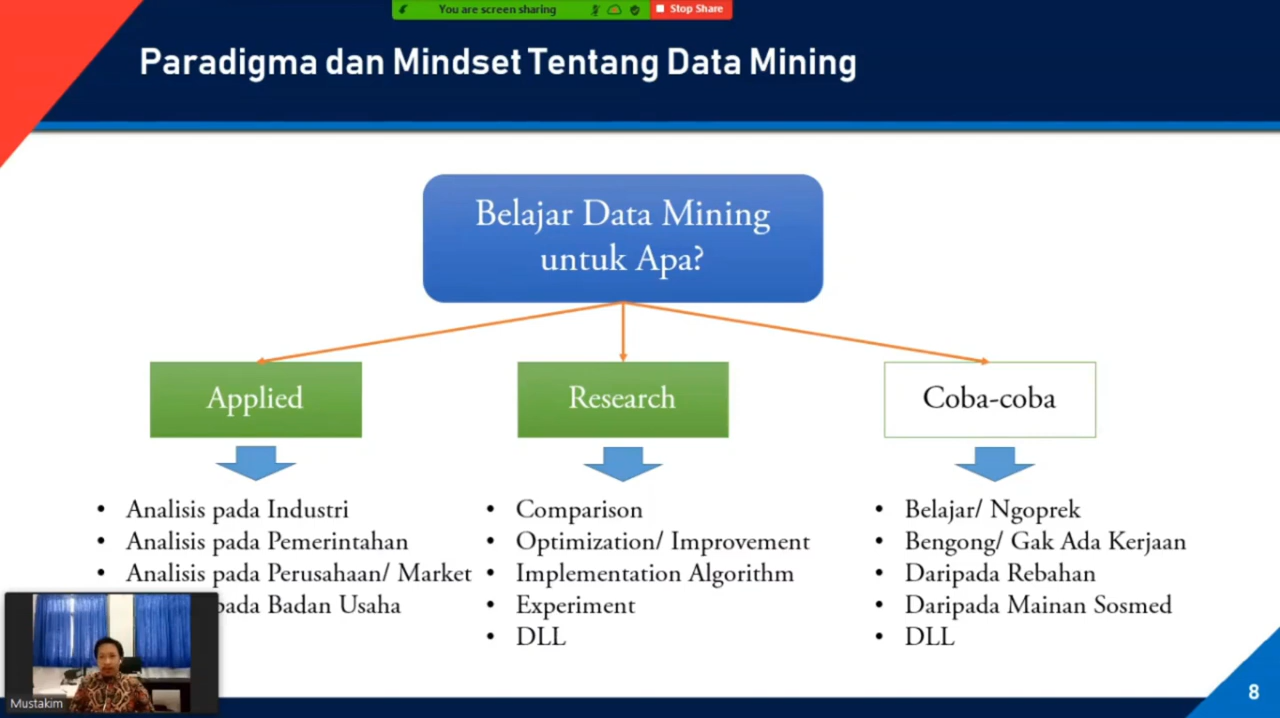 You are screen sharing
Stop Share
Paradigma dan Mindset Tentang Data Mining
Belajar Data Mining
untuk Apa?
Applied
Research
Coba-coba
• Analisis pada Industri
• Analisis pada Pemerintahan
• Analisis pada Perusahaan/ Market
pada Badan Usaha
• Comparison
• Optimization/ Improvement
• Implementation Algorithm
• Experiment
• DLL
• Belajar/ Ngoprek
• Bengong/ Gak Ada Kerjaan
• Daripada Rebahan
• Daripada Mainan Sosmed
• DLL
Mustakim
8